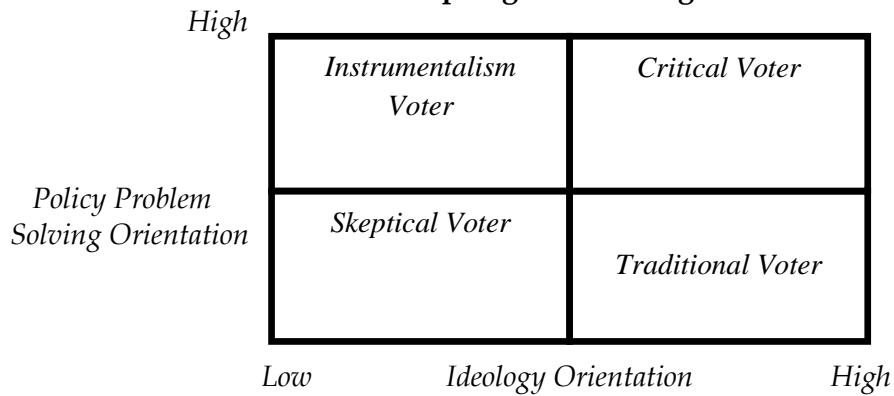 High
Instrumentalism
Voter
Critical Voter
Policy Problem
Solving Orientation
Skeptical Voter
Traditional Voter
Low Ideology Orientation High